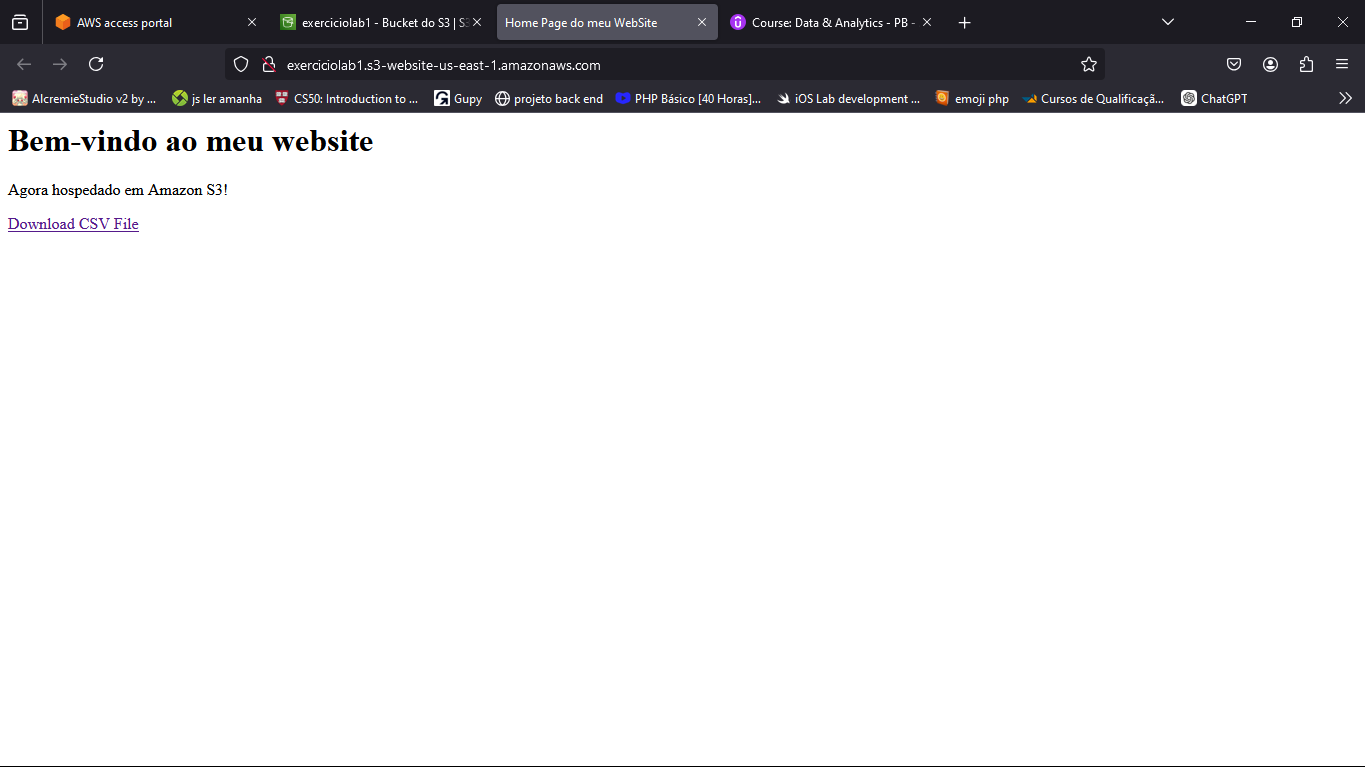 AWS access portal
exerciciolab1 - Bucket do S3 | S3
Home Page do meu WebSite
Course: Data & Analytics - PB -
exerciciolab1.s3-website-us-east-1.amazonaws.com
AlcremieStudio v2 by ...
js ler amanha
CS50: Introduction to ...
Gupy
projeto back end
PHP Básico [40 Horas]...
iOS Lab development ...
emoji php
Cursos de Qualificaçã...
ChatGPT
Bem-vindo ao meu website
Agora hospedado em Amazon S3!
Download CSV File